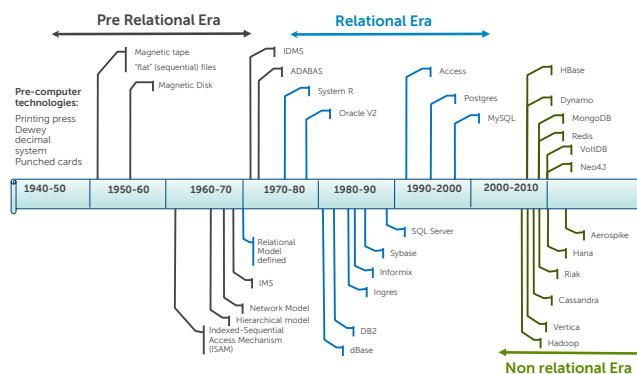 Pre Relational Era
Relational Era
Magnetic tape
"flat" (sequential) files
Magnetic Disk
IDMS
ADABAS
System R
Oracle V2
Access
Postgres
MySQL
HBase
Dynamo
MongoDB
Redis
VoltDB
Neo4J
Pre-computer
technologies:
Printing press
Dewey
decimal
system
Punched cards
1940-50
1950-60
1960-70
1970-80
1980-90
1990-2000
2000-2010
Relational
Model
defined
IMS
Network Model
Hierarchical model
Indexed-Sequential
Access Mechanism
(ISAM)
SQL Server
Sybase
Informix
Ingres
DB2
dBase
Aerospike
Hana
Riak
Cassandra
Vertica
Hadoop
Non relational Era